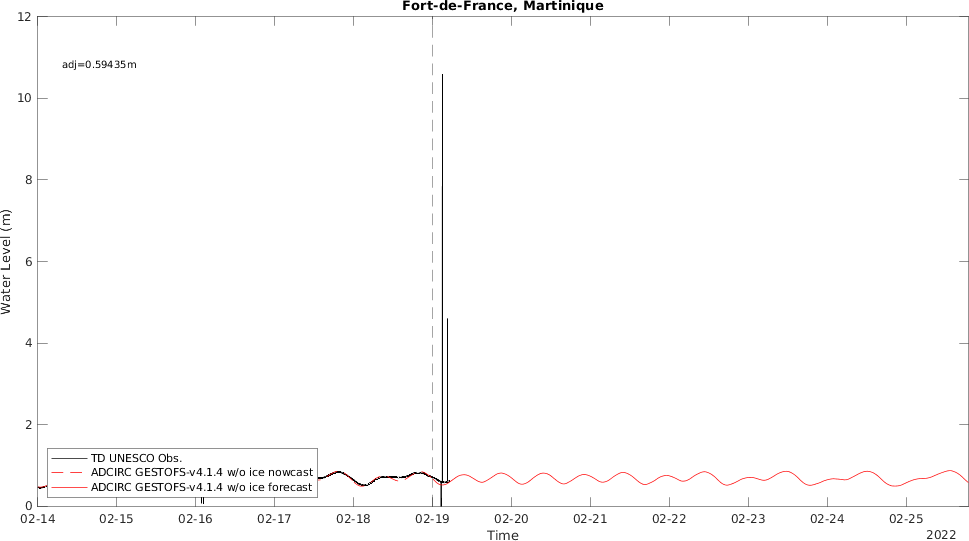 Fort-de-France, Martinique
12
adj=0.59435m
10
8
6
4
2
0
Water Level (m)
TD UNESCO Obs.
ADCIRC GESTOFS-v4.1.4 w/o ice nowcast
ADCIRC GESTOFS-v4.1.4 w/o ice forecast
02-14 02-15 02-16 02-17 02-18 02-19 02-20 02-21 02-22 02-23 02-24 02-25
Time
2022